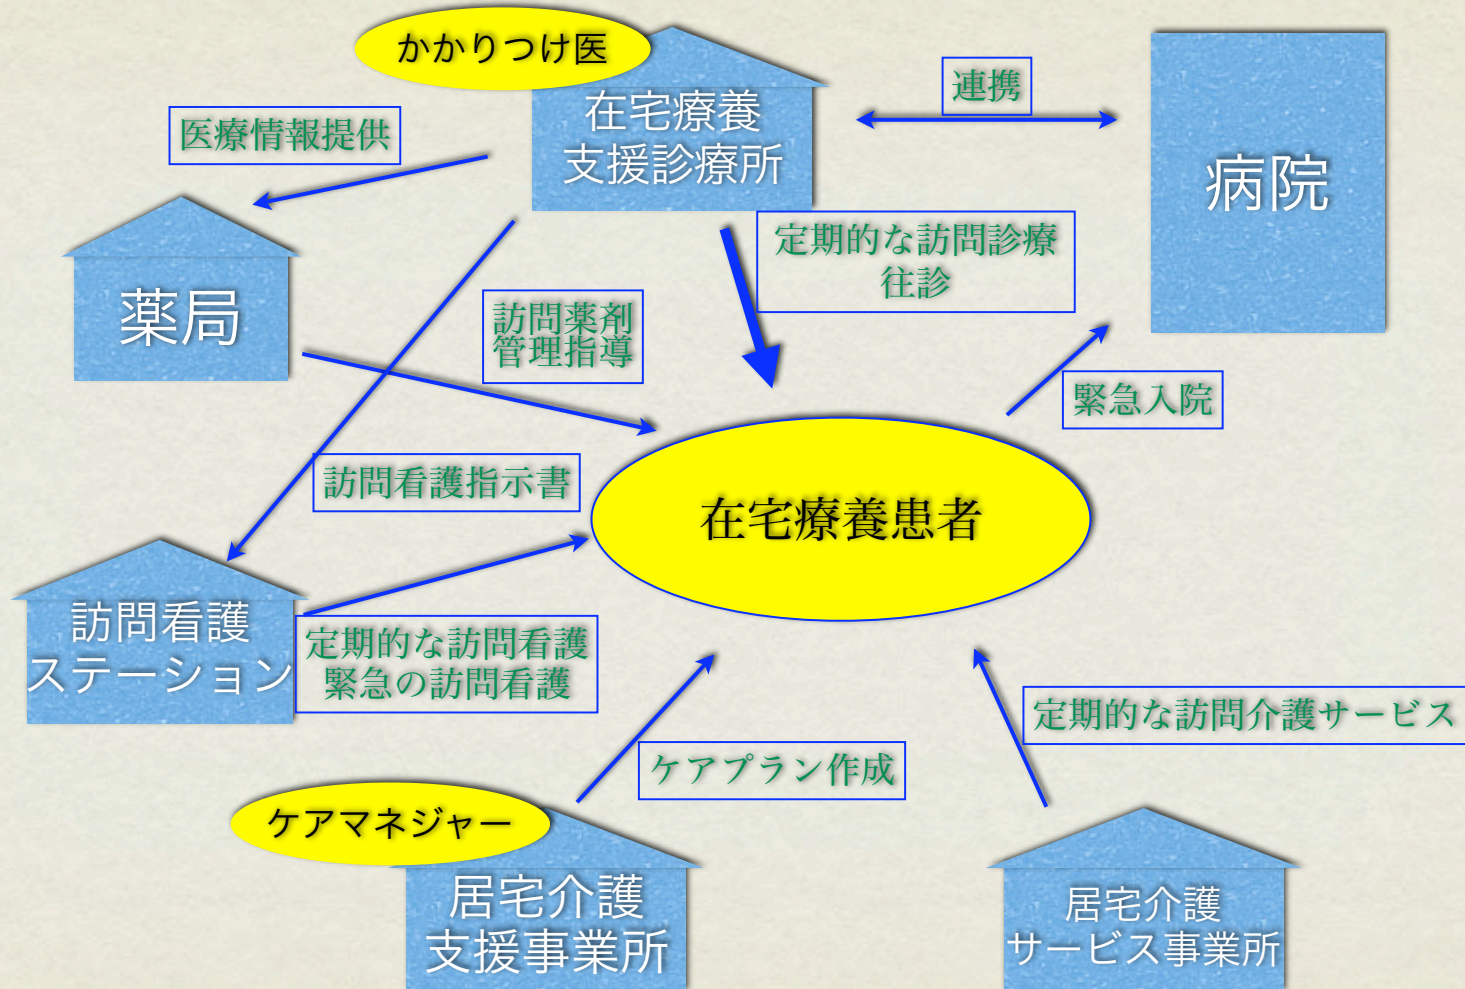 かかりつけ医
在宅療養
支援診療所
連携
病院
医療情報提供
定期的な訪問診療
往診
薬局
訪問薬剤
管理指導
緊急入院
訪問看護指示書
在宅療養患者
訪問看護
ステーション
定期的な訪問看護
緊急の訪問看護
定期的な訪問介護サービス
ケアプラン作成
ケアマネジャー
居宅介護
支援事業所
居宅介護
サービス事業所